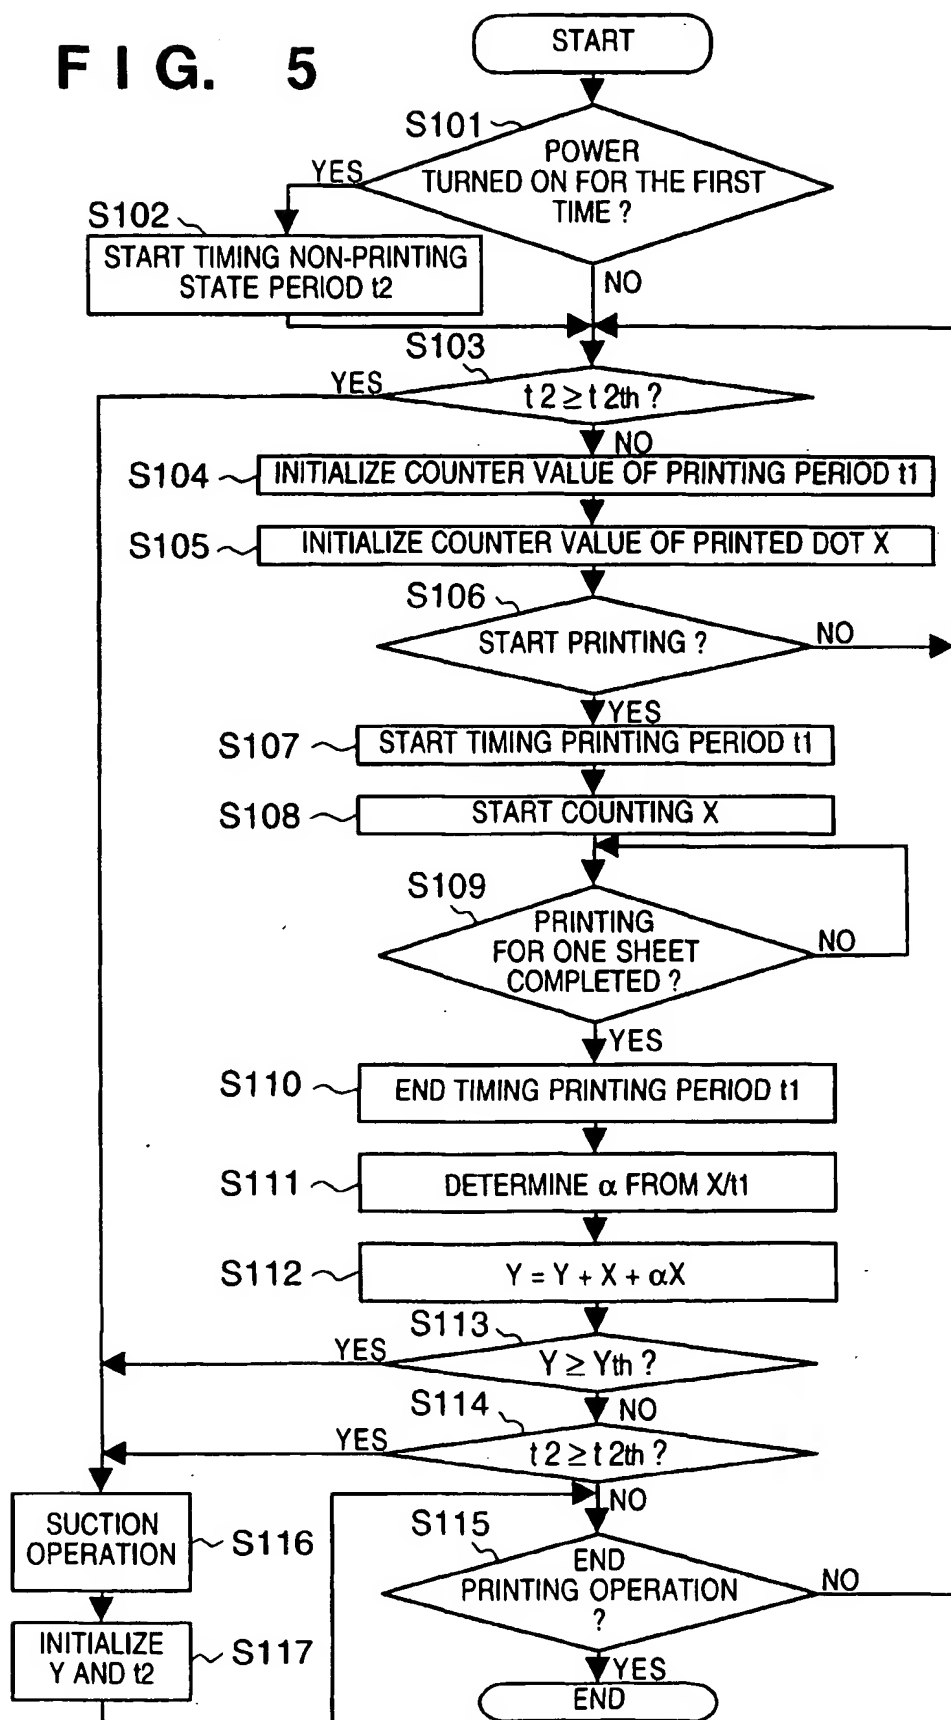 FIG. 5
START
S101
POWER
TURNED ON FOR THE FIRST
TIME ?
YES
NO
S102
START TIMING NON-PRINTING
STATE PERIOD t2
S103
YES
t2 ≥ t2th ?
NO
S104
INITIALIZE COUNTER VALUE OF PRINTING PERIOD t1
S105
INITIALIZE COUNTER VALUE OF PRINTED DOT X
S106
START PRINTING ?
NO
YES
S107
START TIMING PRINTING PERIOD t1
S108
START COUNTING X
S109
PRINTING
FOR ONE SHEET
COMPLETED ?
NO
YES
S110
END TIMING PRINTING PERIOD t1
S111
DETERMINE α FROM X/t1
S112
Y = Y + X + αX
S113
YES
Y ≥ Yth ?
NO
S114
YES
t2 ≥ t2th ?
NO
S115
END
PRINTING OPERATION
?
NO
YES
SUCTION
OPERATION
S116
INITIALIZE
Y AND t2
S117
END